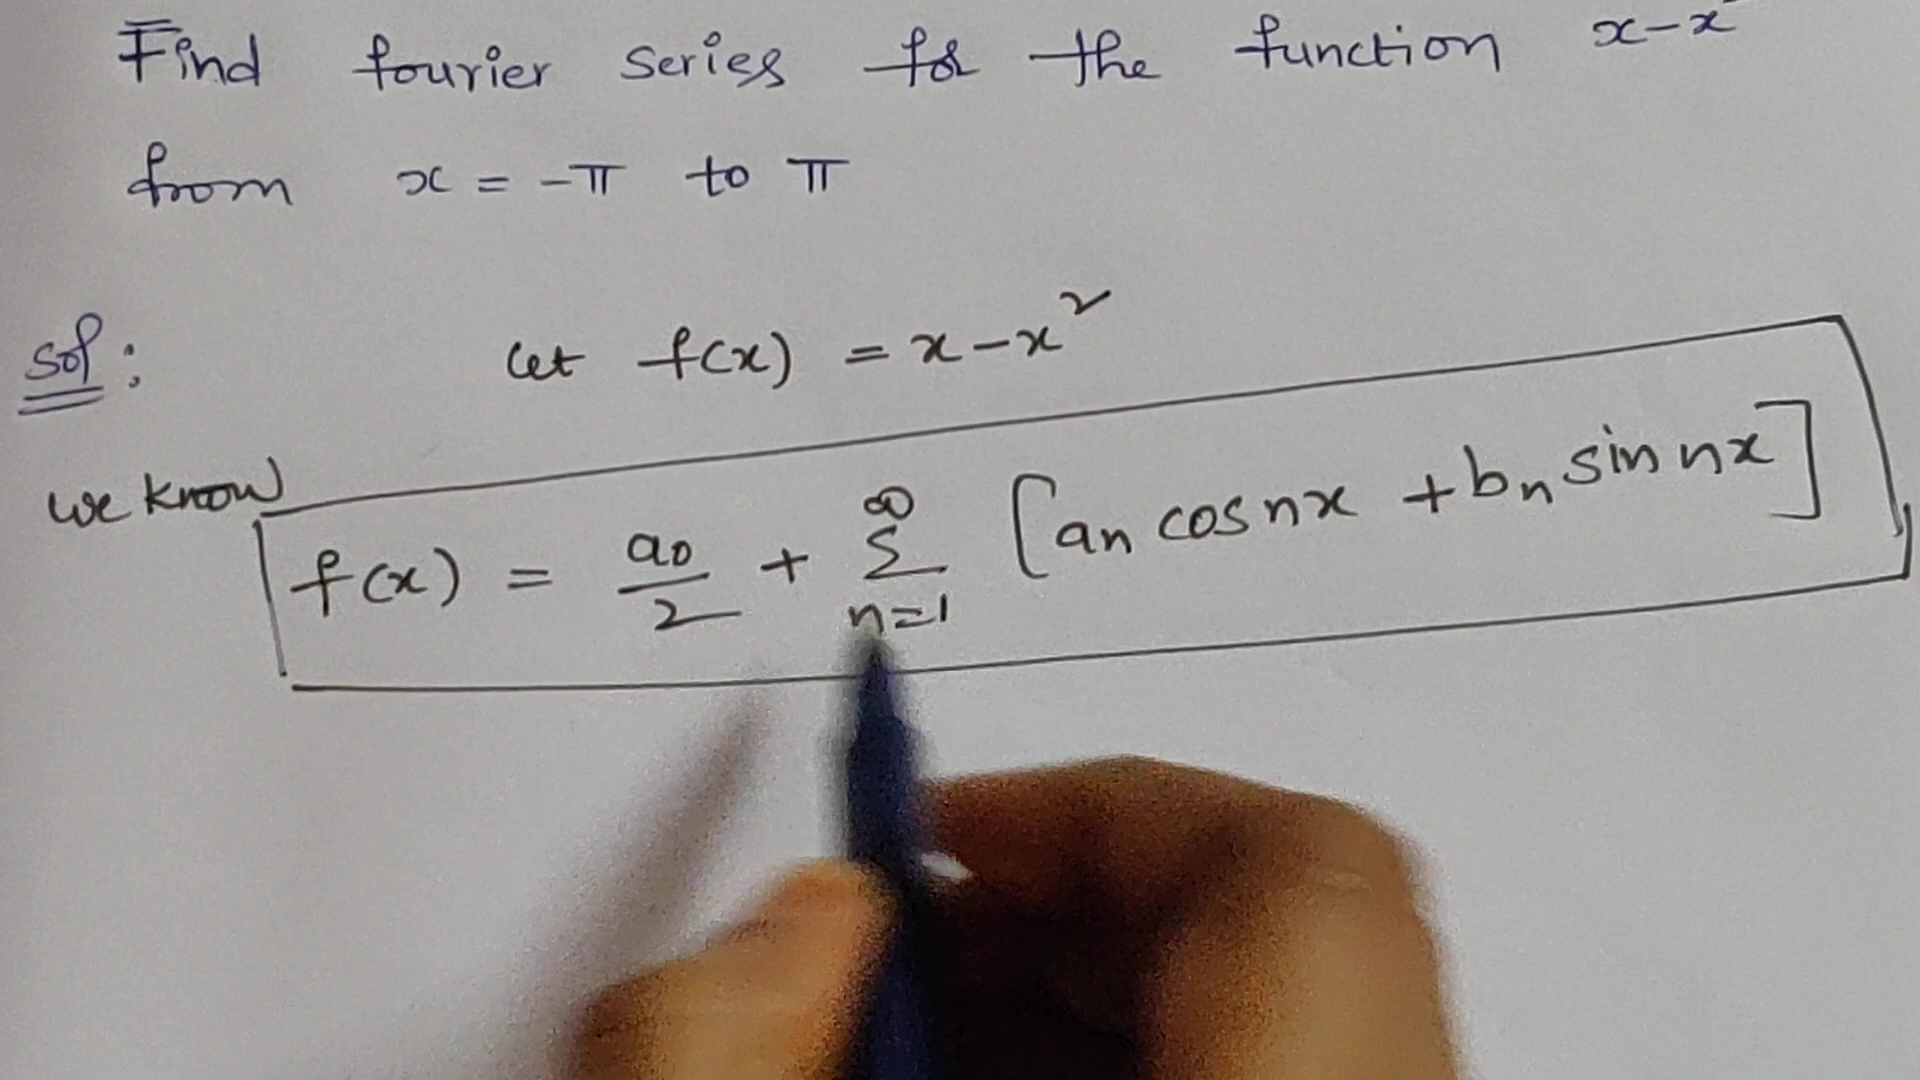 Find fourier series for the function x-x
from x = -π to π
Sol: let f(x) = x-x²
we know
f(x) = a0/2 + ∞ Σ n=1 [an cos nx + bn sin nx]